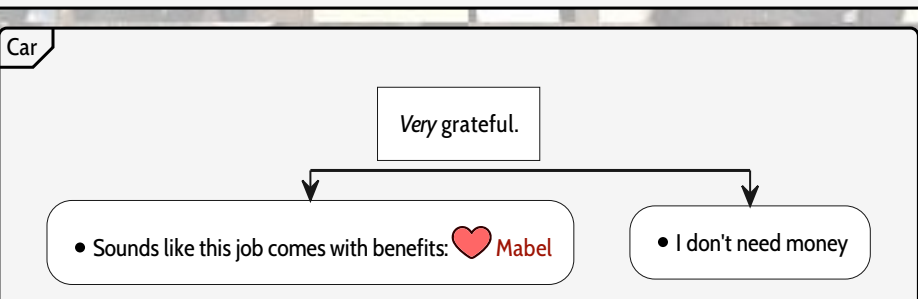 Car
Very grateful.
• Sounds like this job comes with benefits: ❤ Mabel
• I don't need money